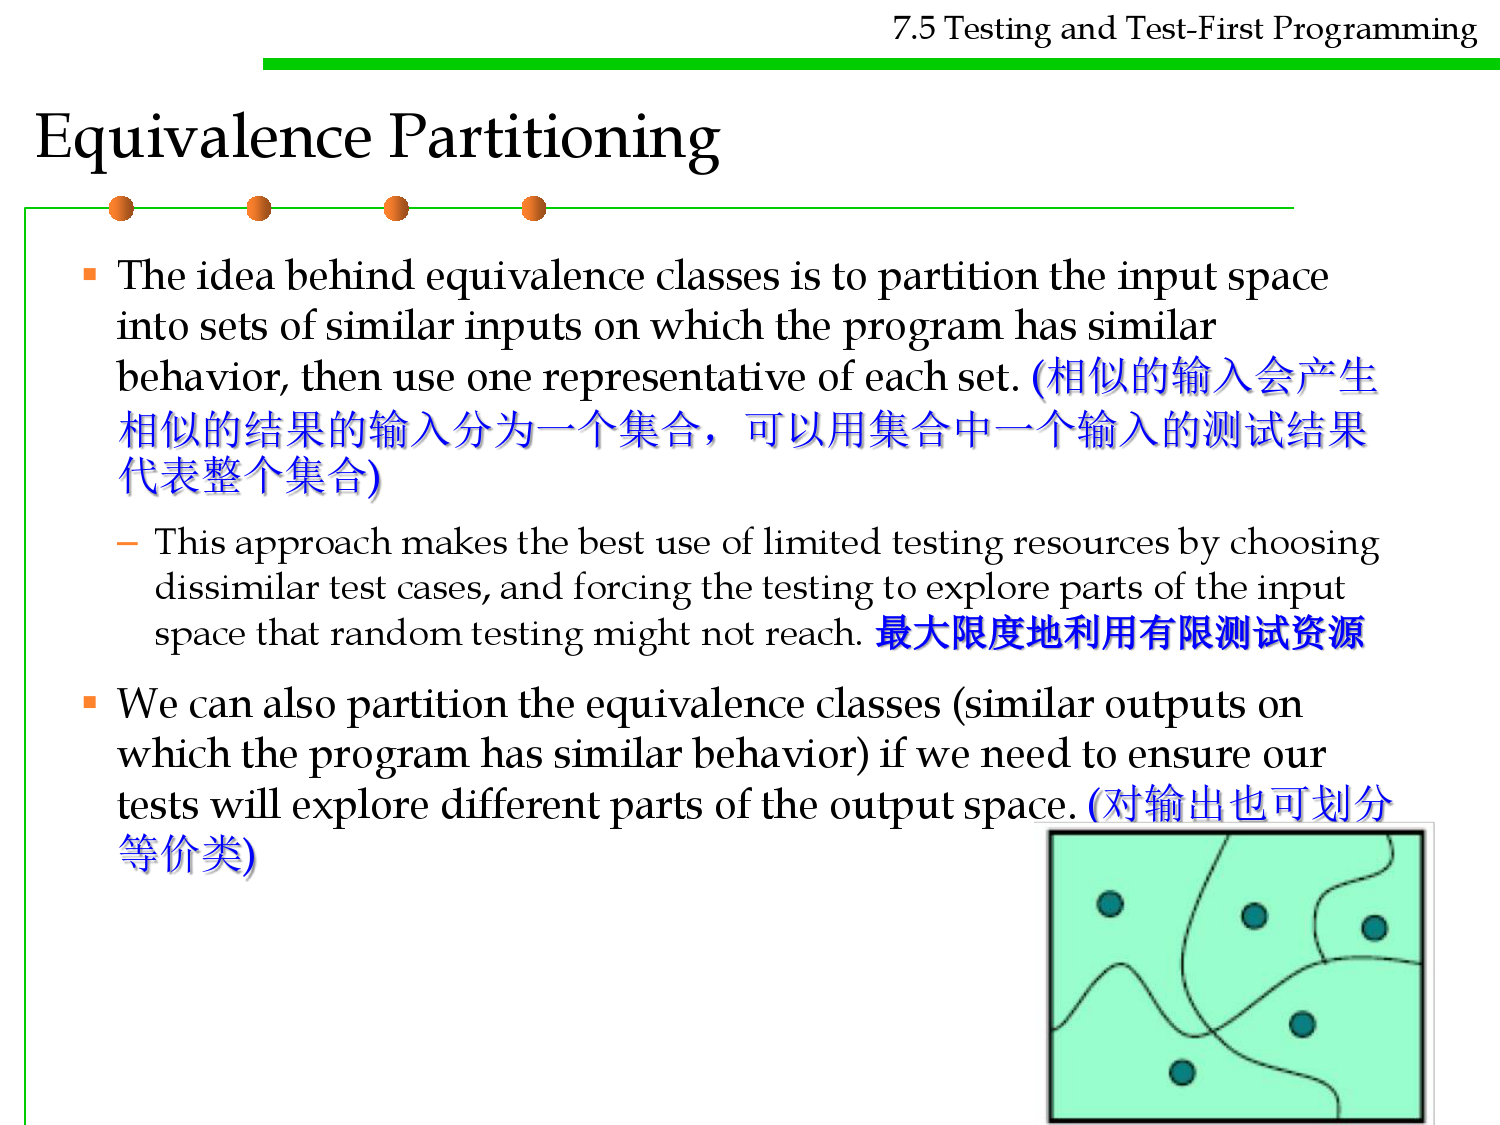 7.5 Testing and Test-First Programming
Equivalence Partitioning
The idea behind equivalence classes is to partition the input space
into sets of similar inputs on which the program has similar
behavior, then use one representative of each set. (相似的输入会产生
相似的结果的输入分为一个集合，可以用集合中一个输入的测试结果
代表整个集合)
– This approach makes the best use of limited testing resources by choosing
dissimilar test cases, and forcing the testing to explore parts of the input
space that random testing might not reach. 最大限度地利用有限测试资源
We can also partition the equivalence classes (similar outputs on
which the program has similar behavior) if we need to ensure our
tests will explore different parts of the output space. (对输出也可划分
等价类)